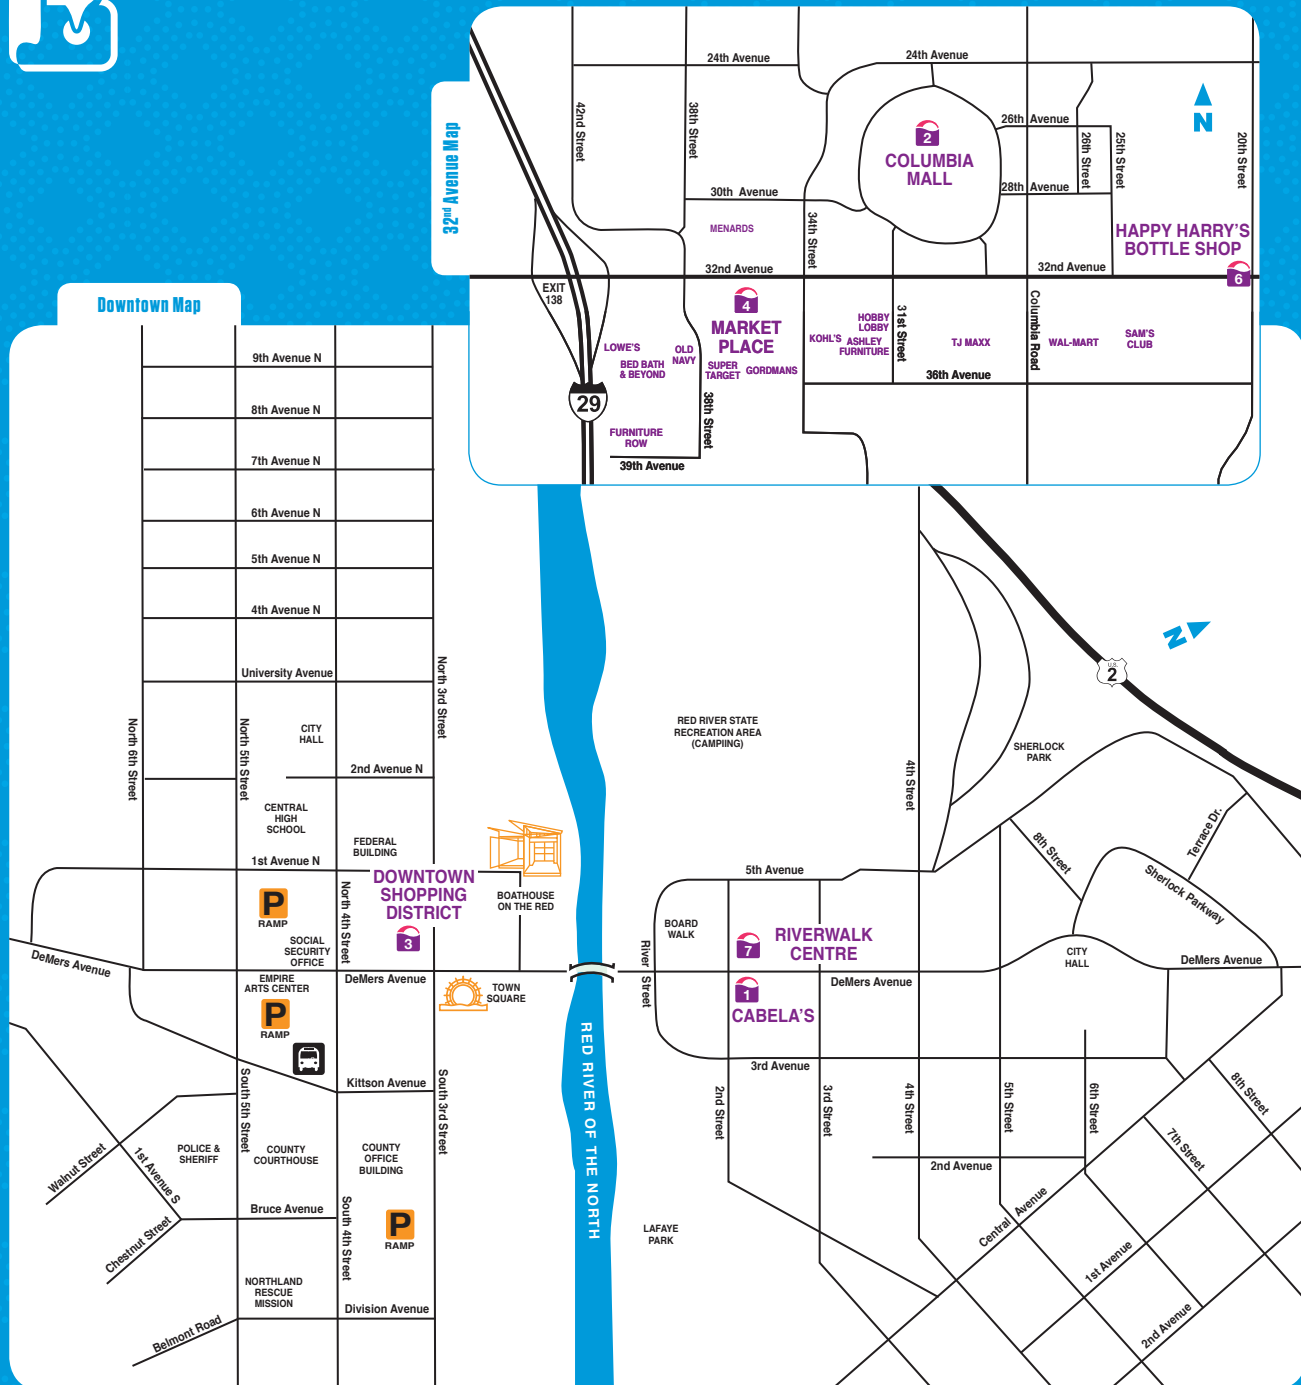 32nd Avenue Map
24th Avenue
24th Avenue
42nd Street
38th Street
2
COLUMBIA
MALL
26th Avenue
26th Street
25th Street
20th Street
N
28th Avenue
30th Avenue
MENARDS
34th Street
HAPPY HARRY'S
BOTTLE SHOP
6
32nd Avenue
32nd Avenue
EXIT
138
4
MARKET
PLACE
LOWE'S
BED BATH
& BEYOND
OLD
NAVY
SUPER
TARGET
GORDMANS
KOHL'S
HOBBY
LOBBY
ASHLEY
FURNITURE
31st Street
TJ MAXX
Columbia Road
WAL-MART
SAM'S
CLUB
36th Avenue
29
38th Street
FURNITURE
ROW
39th Avenue
Downtown Map
9th Avenue N
8th Avenue N
7th Avenue N
6th Avenue N
5th Avenue N
4th Avenue N
University Avenue
North 3rd Street
North 6th Street
North 5th Street
CITY
HALL
2nd Avenue N
CENTRAL
HIGH
SCHOOL
FEDERAL
BUILDING
1st Avenue N
DOWNTOWN
SHOPPING
DISTRICT
3
P
RAMP
North 4th Street
BOATHOUSE
ON THE RED
SOCIAL
SECURITY
OFFICE
DeMers Avenue
EMPIRE
ARTS CENTER
DeMers Avenue
TOWN
SQUARE
P
RAMP
Kittson Avenue
South 5th Street
South 3rd Street
Walnut Street
1st Avenue S
POLICE &
SHERIFF
COUNTY
COURTHOUSE
COUNTY
OFFICE
BUILDING
Chestnut Street
Bruce Avenue
South 4th Street
P
RAMP
NORTHLAND
RESCUE
MISSION
Division Avenue
Belmont Road
RED RIVER OF THE NORTH
RED RIVER STATE
RECREATION AREA
(CAMPIING)
4th Street
N
U.S.
2
SHERLOCK
PARK
8th Street
Terrace Dr.
Sherlock Parkway
5th Avenue
BOARD
WALK
River Street
7
RIVERWALK
CENTRE
CITY
HALL
DeMers Avenue
DeMers Avenue
1
CABELA'S
3rd Avenue
2nd Street
3rd Street
4th Street
5th Street
6th Street
8th Street
7th Street
2nd Avenue
LAFAYE
PARK
Central Avenue
1st Avenue
2nd Avenue